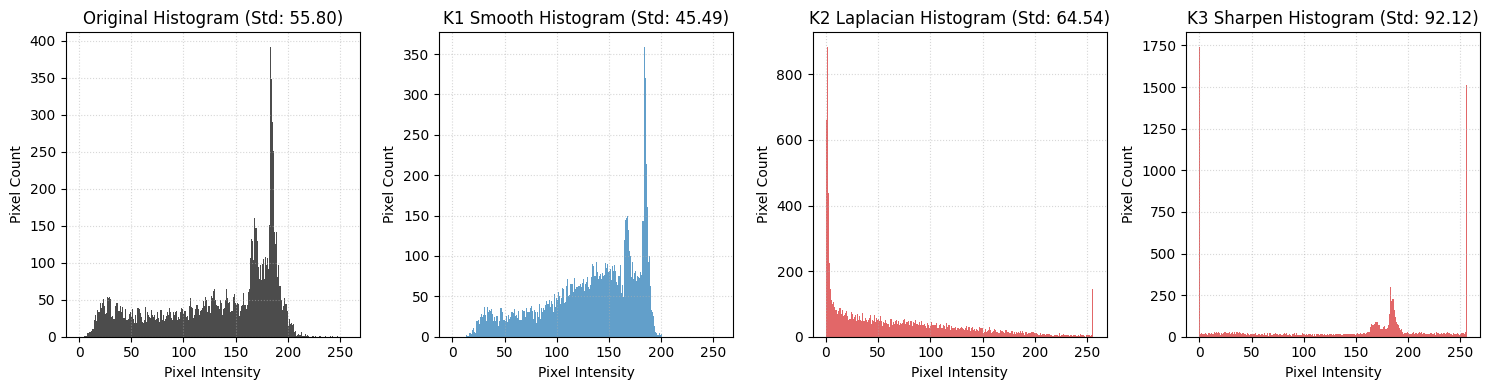 Original Histogram (Std: 55.80)
400
350
300
250
200
150
100
50
0
0 50 100 150 200 250
Pixel Count
Pixel Intensity
K1 Smooth Histogram (Std: 45.49)
350
300
250
200
150
100
50
0
0 50 100 150 200 250
Pixel Count
Pixel Intensity
K2 Laplacian Histogram (Std: 64.54)
800
600
400
200
0
0 50 100 150 200 250
Pixel Count
Pixel Intensity
K3 Sharpen Histogram (Std: 92.12)
1750
1500
1250
1000
750
500
250
0
0 50 100 150 200 250
Pixel Count
Pixel Intensity